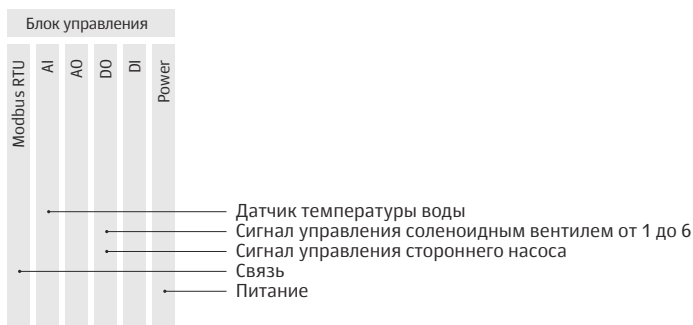 Блок управления
Modbus RTU
AI
AO
DO
DI
Power
Датчик температуры воды
Сигнал управления соленоидным вентилем от 1 до 6
Сигнал управления стороннего насоса
Связь
Питание